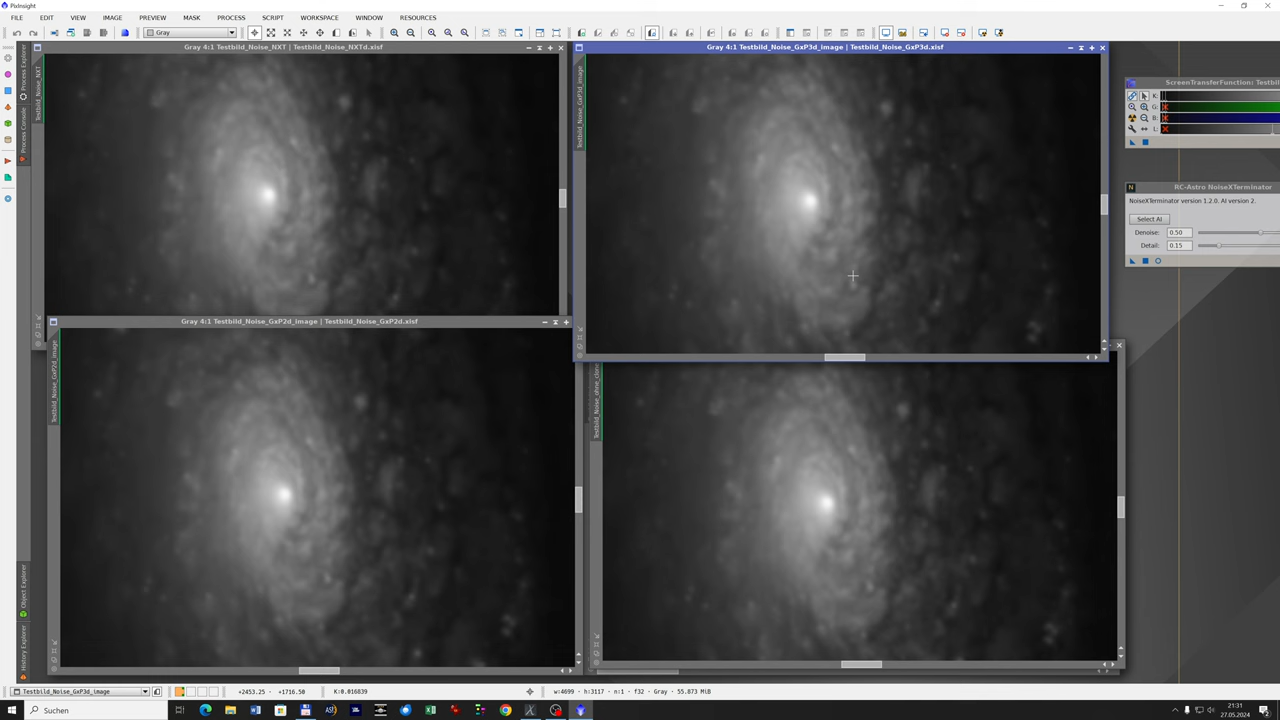 PixInsight
FILE EDIT VIEW IMAGE PREVIEW MASK PROCESS SCRIPT WORKSPACE WINDOW RESOURCES
Gray
Gray 4:1 Testbild_Noise_NXT | Testbild_Noise_NXTd.xisf
Gray 4:1 Testbild_Noise_GxP3d_image | Testbild_Noise_GxP3d.xisf
Process Explorer
Process Console
Testbild_Noise_NXT
Testbild_Noise_GxP3d_image
ScreenTransferFunction: Testbil
K:
G:
B:
L:
N
RC-Astro NoiseXTerminator
NoiseXTerminator version 1.2.0. AI version 2.
Select AI
Denoise: 0.50
Detail: 0.15
Gray 4:1 Testbild_Noise_GxP2d_image | Testbild_Noise_GxP2d.xisf
Testbild_Noise_GxP2d_image
Testbild_Noise_ohne_clone
Object Explorer
History Explorer
Testbild_Noise_GxP3d_image
+2453.25 · +1716.50
K:0.016839
w:4699 · h:3117 · n:1 · f32 · Gray · 55.873 MiB
Suchen
21:31
27.05.2024